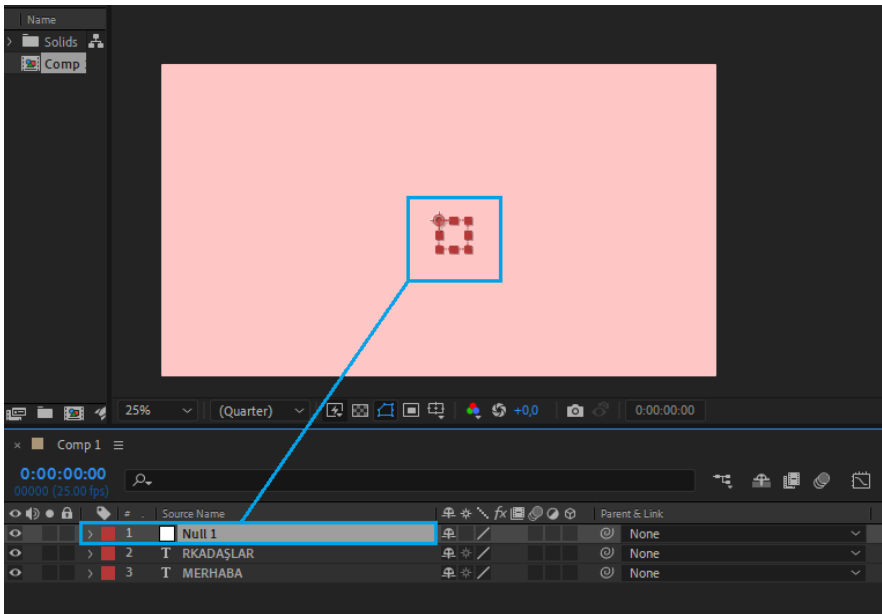 Name
Solids
Comp
25% (Quarter) +0,0 0:00:00:00
Comp 1
0:00:00:00
00000 (25.00 fps)
# . Source Name fx Parent & Link
1 Null 1 None
2 T RKADAŞLAR None
3 T MERHABA None